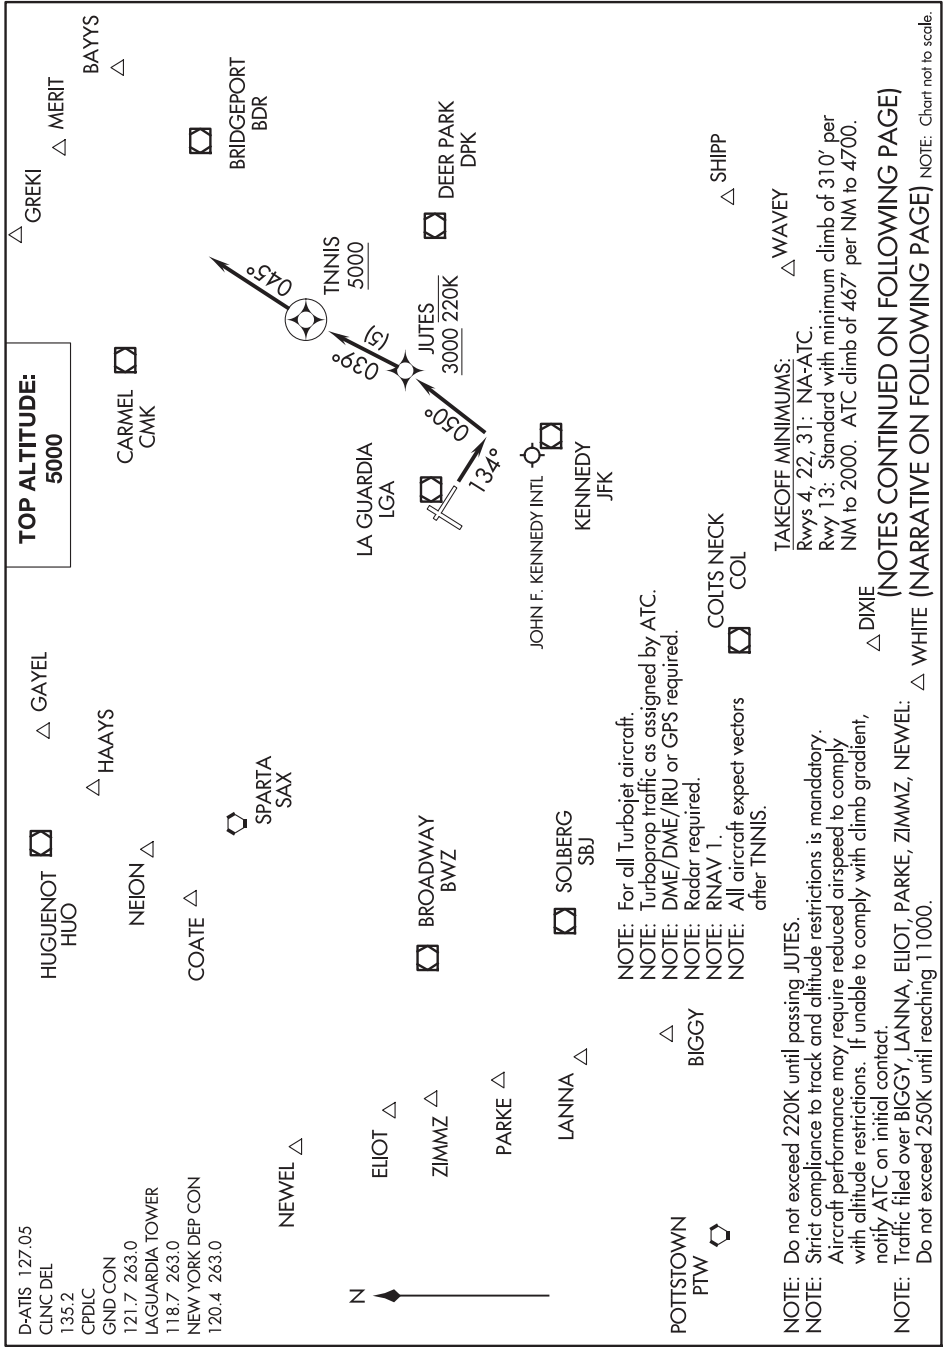 D-ATIS 127.05
CLNC DEL
135.2
CPDLC
GND CON
121.7 263.0
LAGUARDIA TOWER
118.7 263.0
NEW YORK DEP CON
120.4 263.0
TOP ALTITUDE:
5000
HUGUENOT
HUO
GAYEL
HAAYS
NEION
COATE
SPARTA
SAX
GREKI
MERIT
BAYYS
CARMEL
CMK
BRIDGEPORT
BDR
NEWEL
ELIOT
ZIMMZ
PARKE
LANNA
BIGGY
POTTSTOWN
PTW
BROADWAY
BWZ
SOLBERG
SBJ
LA GUARDIA
LGA
134°
050°
039°
(5)
045°
TNNIS
5000
JUTES
3000 220K
DEER PARK
DPK
JOHN F. KENNEDY INTL
KENNEDY
JFK
COLTS NECK
COL
SHIPP
WAVEY
DIXIE
WHITE
N
NOTE: For all Turbojet aircraft.
NOTE: Turboprop traffic as assigned by ATC.
NOTE: DME/DME/IRU or GPS required.
NOTE: Radar required.
NOTE: RNAV 1.
NOTE: All aircraft expect vectors
after TNNIS.
NOTE: Do not exceed 220K until passing JUTES.
NOTE: Strict compliance to track and altitude restrictions is mandatory.
Aircraft performance may require reduced airspeed to comply
with altitude restrictions. If unable to comply with climb gradient,
notify ATC on initial contact.
NOTE: Traffic filed over BIGGY, LANNA, ELIOT, PARKE, ZIMMZ, NEWEL:
Do not exceed 250K until reaching 11000.
TAKEOFF MINIMUMS:
Rwys 4, 22, 31: NA-ATC.
Rwy 13: Standard with minimum climb of 310' per
NM to 2000. ATC climb of 467' per NM to 4700.
(NOTES CONTINUED ON FOLLOWING PAGE)
(NARRATIVE ON FOLLOWING PAGE)
NOTE: Chart not to scale.